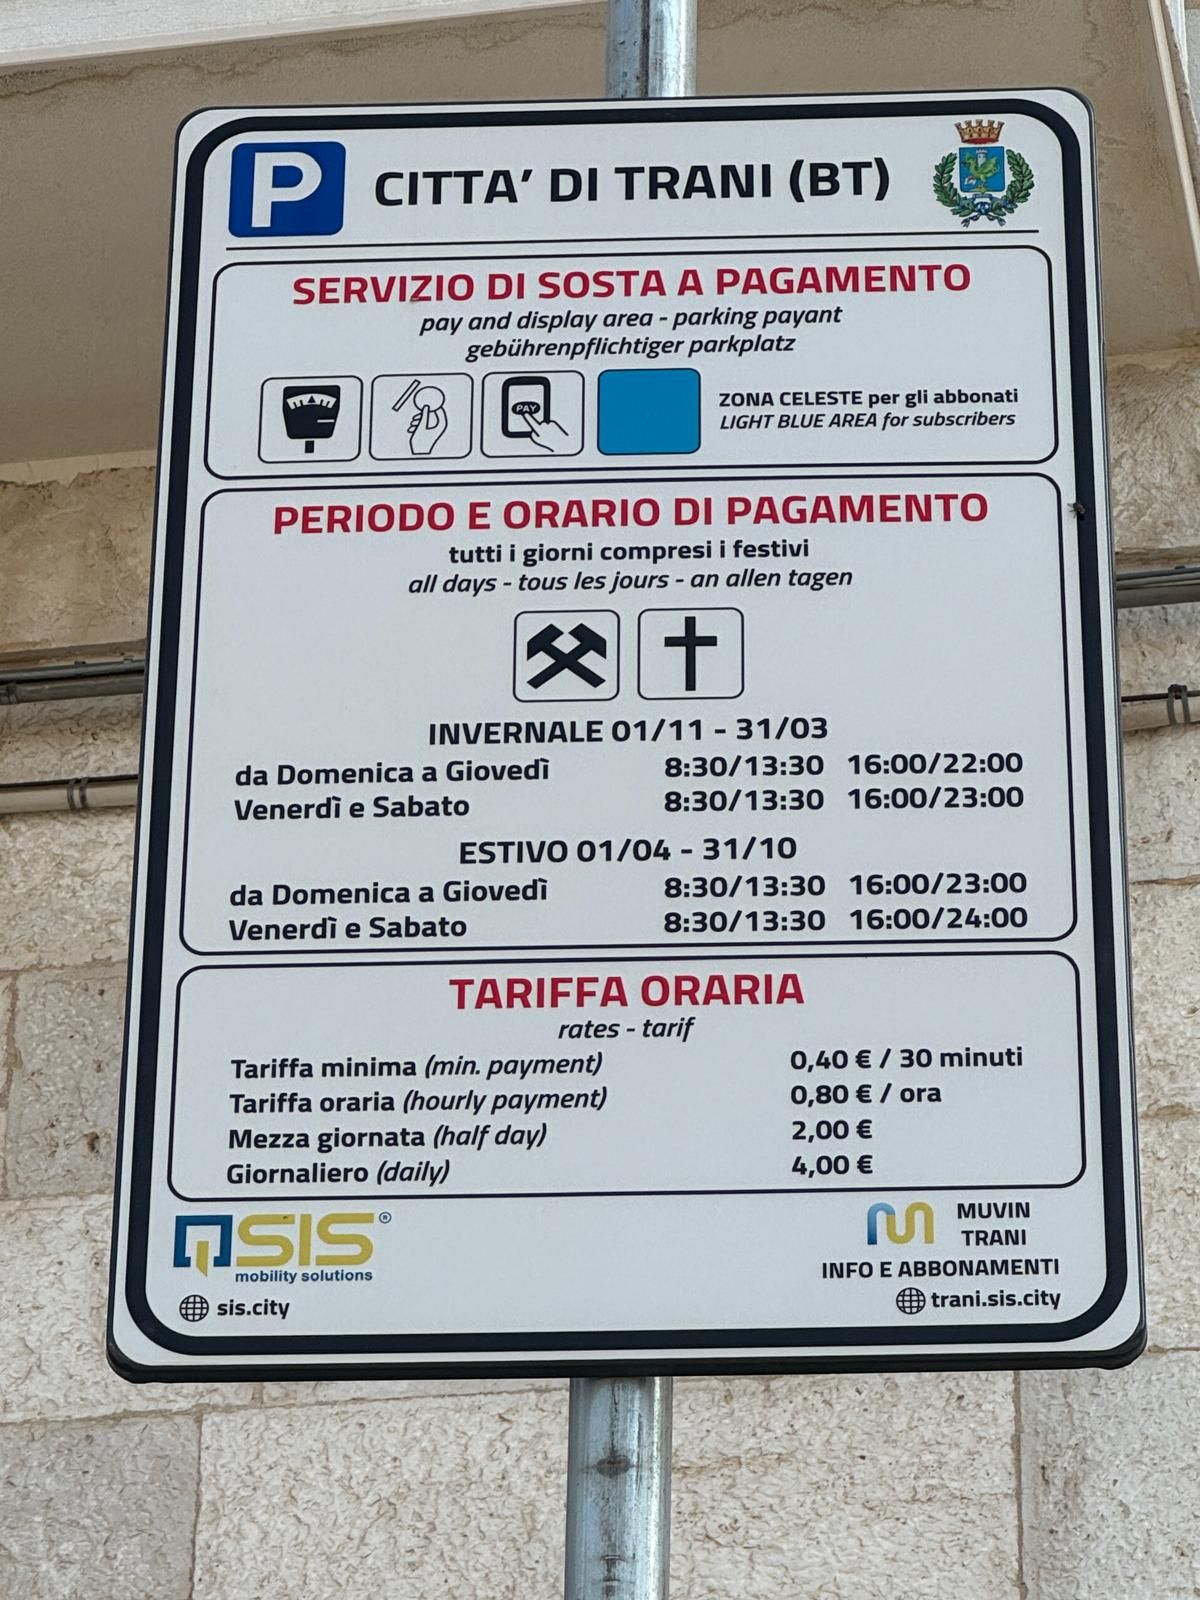 P CITTA' DI TRANI (BT)
SERVIZIO DI SOSTA A PAGAMENTO
pay and display area - parking payant
gebührenpflichtiger parkplatz
PAY
ZONA CELESTE per gli abbonati
LIGHT BLUE AREA for subscribers
PERIODO E ORARIO DI PAGAMENTO
tutti i giorni compresi i festivi
all days - tous les jours - an allen tagen
INVERNALE 01/11 - 31/03
da Domenica a Giovedì 8:30/13:30 16:00/22:00
Venerdì e Sabato 8:30/13:30 16:00/23:00
ESTIVO 01/04 - 31/10
da Domenica a Giovedì 8:30/13:30 16:00/23:00
Venerdì e Sabato 8:30/13:30 16:00/24:00
TARIFFA ORARIA
rates - tarif
Tariffa minima (min. payment) 0,40 € / 30 minuti
Tariffa oraria (hourly payment) 0,80 € / ora
Mezza giornata (half day) 2,00 €
Giornaliero (daily) 4,00 €
SIS®
mobility solutions
sis.city
MUVIN
TRANI
INFO E ABBONAMENTI
trani.sis.city